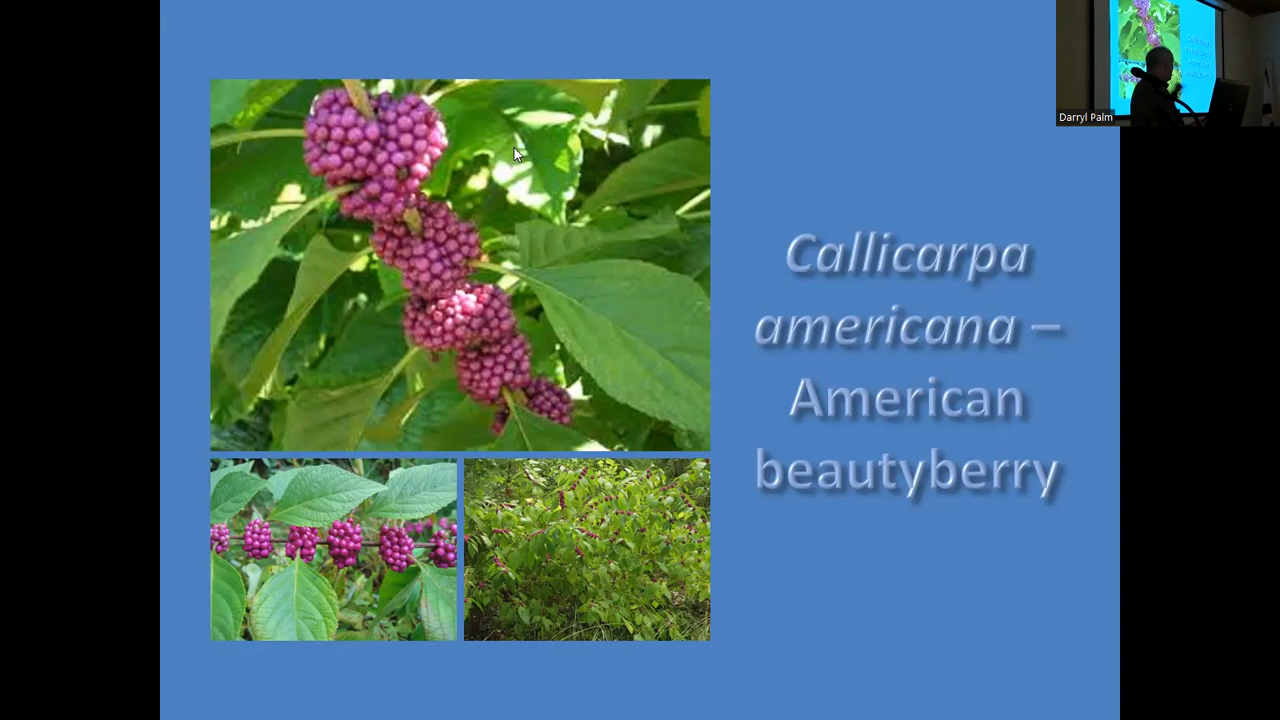 Darryl Palm
Callicarpa
americana –
American
beautyberry